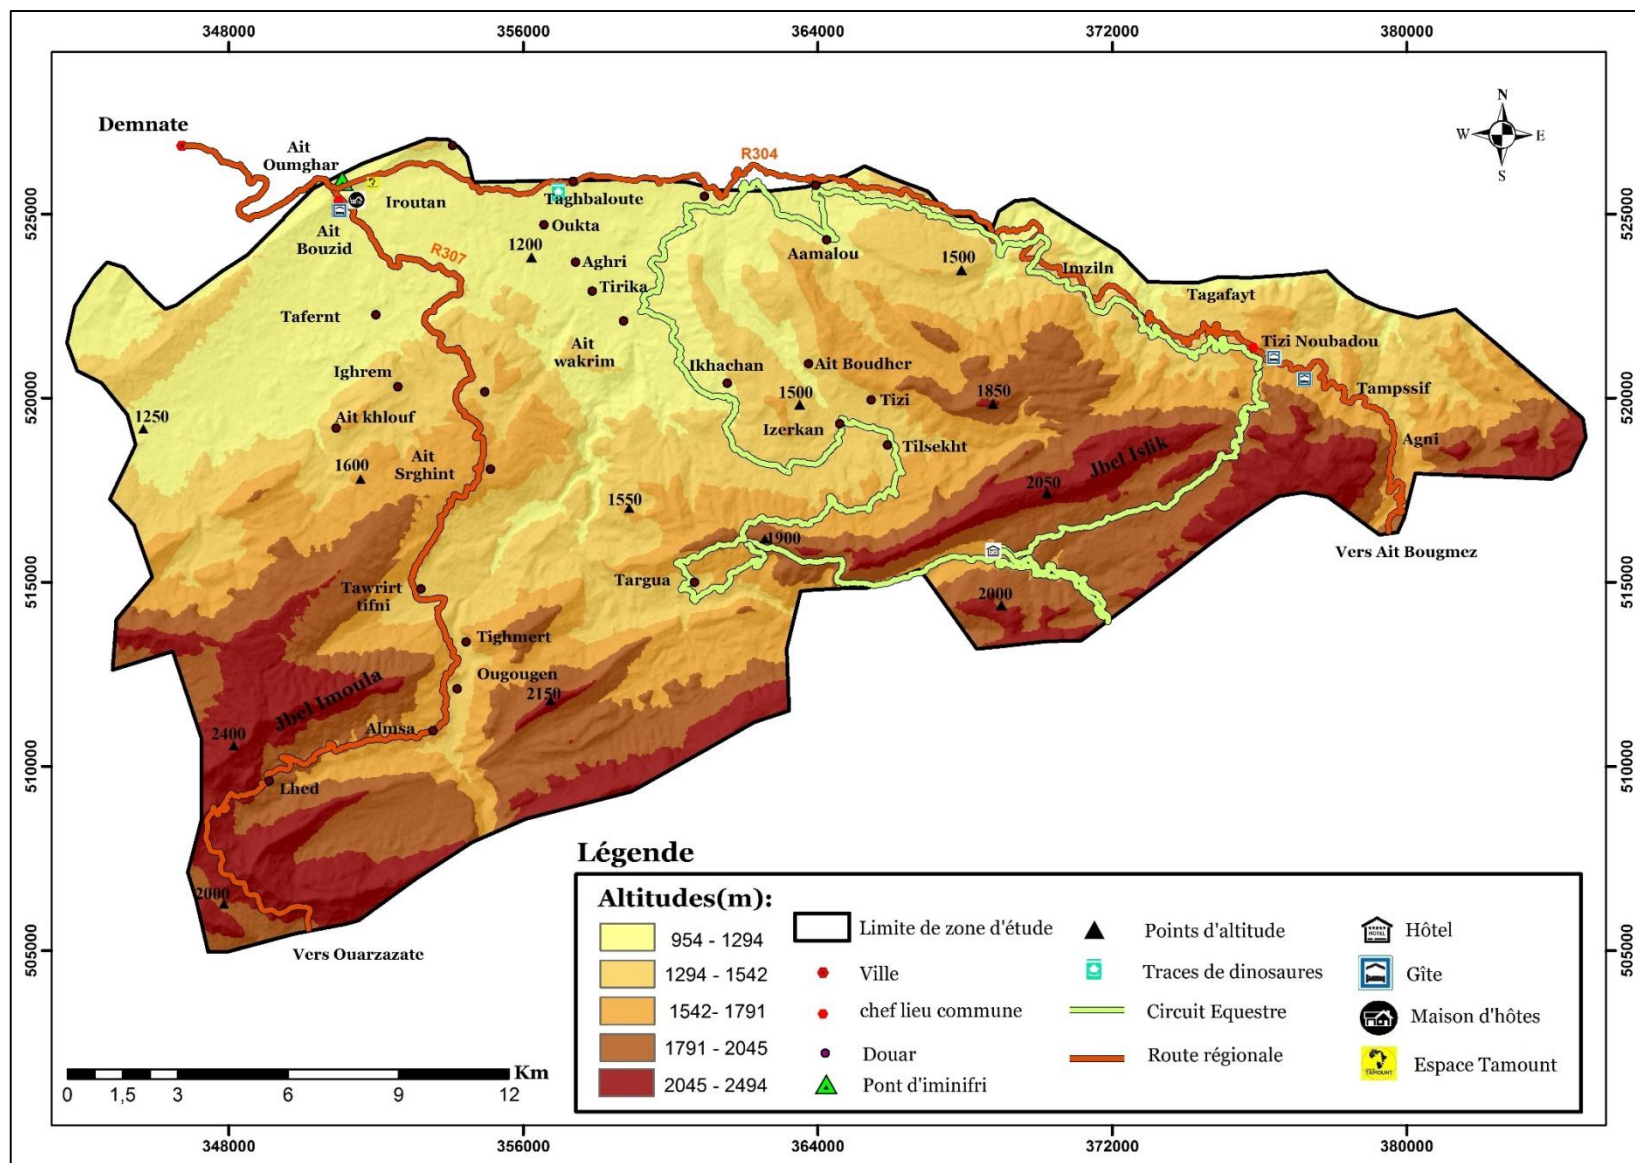 348000
356000
364000
372000
380000
525000
520000
515000
510000
505000
525000
520000
515000
510000
505000
N
W
E
S
Demnate
Ait
Oumghar
R304
Iroutan
Taghbaloute
Ait
Bouzid
Oukta
R307
1200
Aghri
Aamalou
1500
Imziln
Tirika
Tagafayt
Tafernt
Ait
wakrim
Tizi Noubadou
Ikhachan
Ait Boudher
Ighrem
1500
Tizi
1850
Tampssif
1250
Ait khlouf
Izerkan
Tilsekht
Agni
Ait
Srghint
1600
Jbel Islik
2050
1550
1900
Vers Ait Bougmez
Targua
Tawrirt
tifni
2000
Tighmert
Ougougen
2150
Jbel Imoula
Almsa
2400
Lhed
2000
Vers Ouarzazate
Légende
Altitudes(m):
954 - 1294
1294 - 1542
1542- 1791
1791 - 2045
2045 - 2494
Limite de zone d'étude
Ville
chef lieu commune
Douar
Pont d'iminifri
Points d'altitude
Traces de dinosaures
Circuit Equestre
Route régionale
HÔTEL
Hôtel
Gîte
Maison d'hôtes
TAMOUNT
Espace Tamount
Km
0
1,5
3
6
9
12
348000
356000
364000
372000
380000